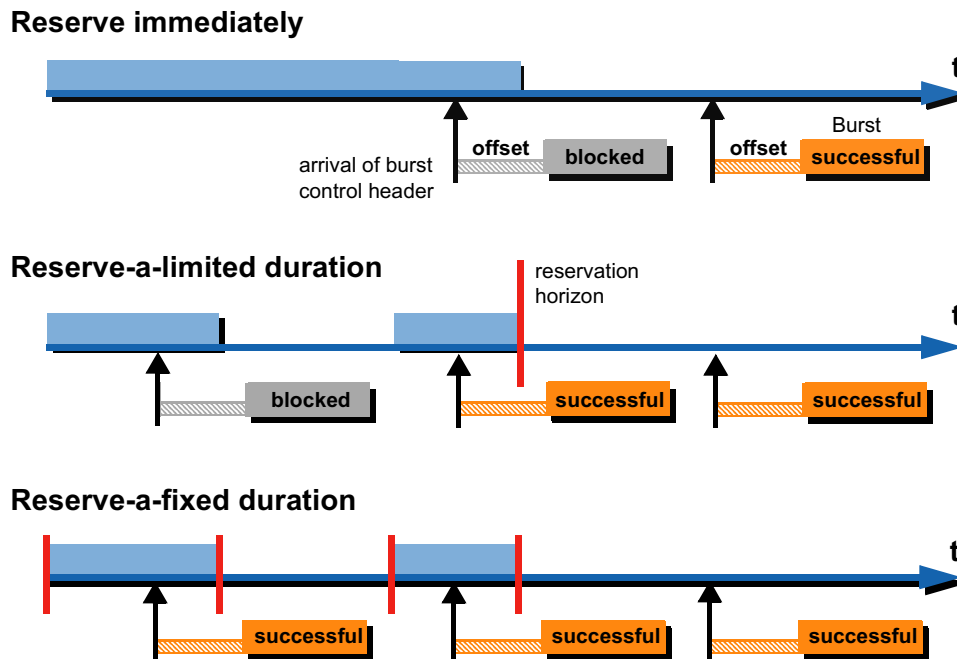 Reserve immediately
t
Burst
offset
blocked
offset
successful
arrival of burst
control header
Reserve-a-limited duration
reservation
horizon
t
blocked
successful
successful
Reserve-a-fixed duration
t
successful
successful
successful